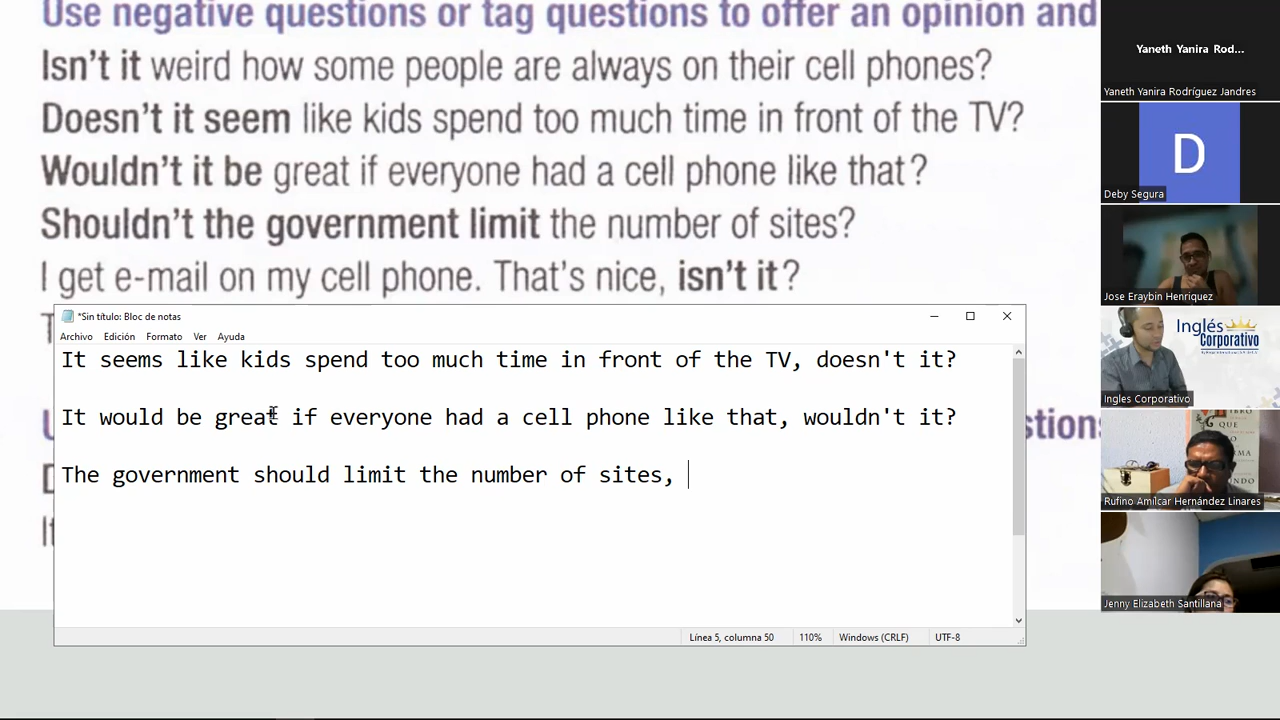 Use negative questions or tag questions to offer an opinion and
Isn't it weird how some people are always on their cell phones?
Doesn't it seem like kids spend too much time in front of the TV?
Wouldn't it be great if everyone had a cell phone like that?
Shouldn't the government limit the number of sites?
I get e-mail on my cell phone. That's nice, isn't it?
*Sin título: Bloc de notas
Archivo Edición Formato Ver Ayuda
It seems like kids spend too much time in front of the TV, doesn't it?
It would be great if everyone had a cell phone like that, wouldn't it?
The government should limit the number of sites,
Línea 5, columna 50 110% Windows (CRLF) UTF-8
Yaneth Yanira Rod...
Yaneth Yanira Rodríguez Jandres
D
Deby Segura
Jose Eraybin Henriquez
Inglés
Corporativo
Ingles Corporativo
QUE
Rufino Amílcar Hernández Linares
Jenny Elizabeth Santillana